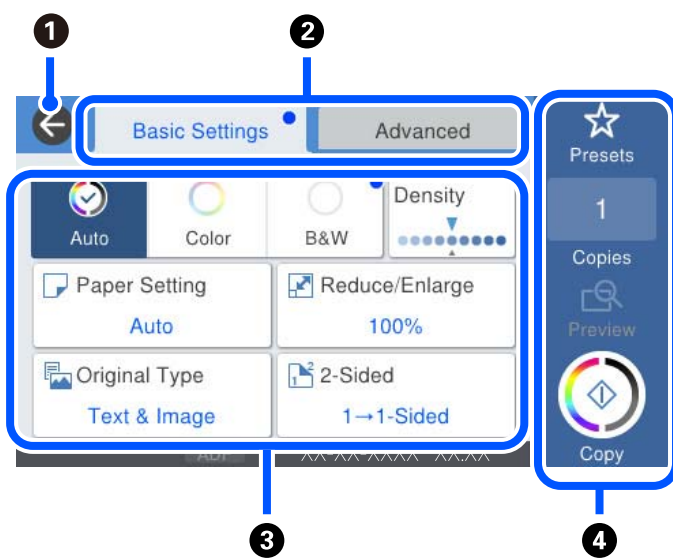 1 2
Basic Settings Advanced
Presets
1
Copies
Preview
Copy
Auto Color B&W Density
Paper Setting
Auto
Reduce/Enlarge
100%
Original Type
Text & Image
2-Sided
1→1-Sided
3 4